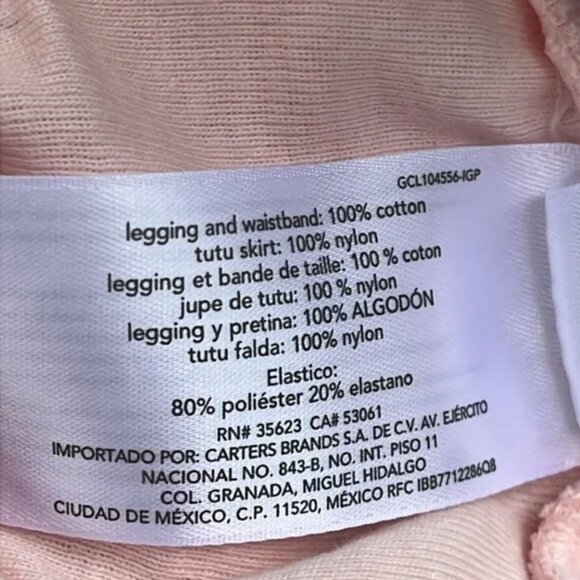 GCL104556-IGP
legging and waistband: 100% cotton
tutu skirt: 100% nylon
legging et bande de taille: 100 % coton
jupe de tutu: 100 % nylon
legging y pretina: 100% ALGODÓN
tutu falda: 100% nylon
Elastico:
80% poliéster 20% elastano
RN# 35623 CA# 53061
IMPORTADO POR: CARTERS BRANDS S.A. DE C.V. AV. EJÉRCITO
NACIONAL NO. 843-B, NO. INT. PISO 11
COL. GRANADA, MIGUEL HIDALGO
CIUDAD DE MÉXICO, C.P. 11520, MÉXICO RFC IBB7712286Q8